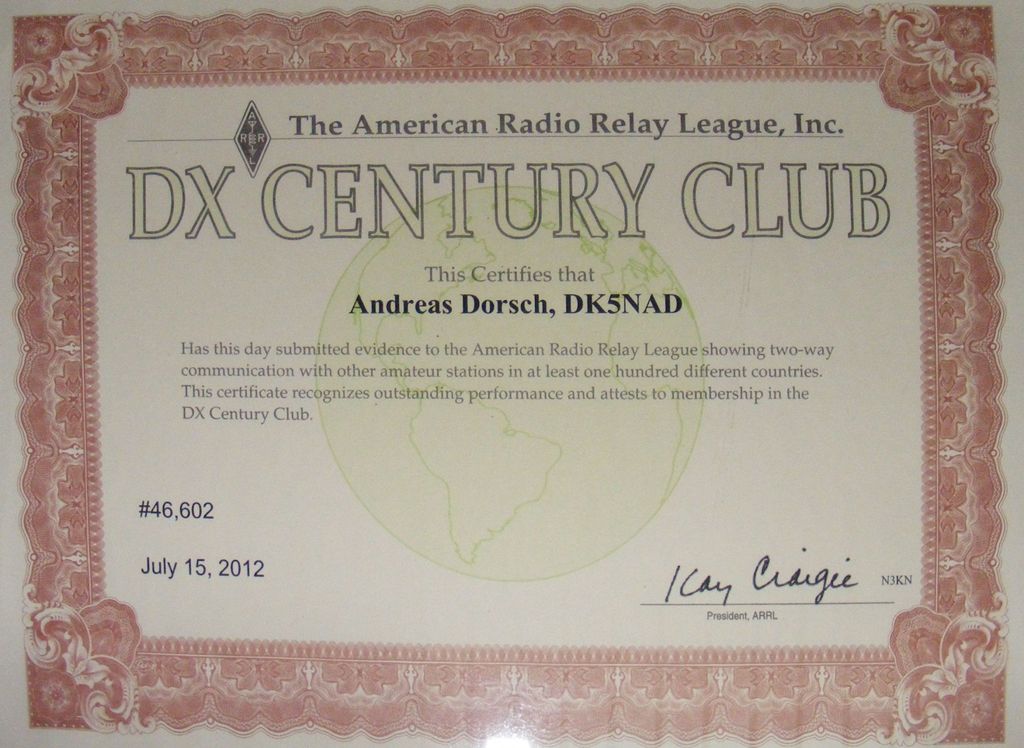 The American Radio Relay League, Inc.
A
R R
L
DX CENTURY CLUB
This Certifies that
Andreas Dorsch, DK5NAD
Has this day submitted evidence to the American Radio Relay League showing two-way
communication with other amateur stations in at least one hundred different countries.
This certificate recognizes outstanding performance and attests to membership in the
DX Century Club.
#46,602
July 15, 2012
Kay Craigie N3KN
President, ARRL